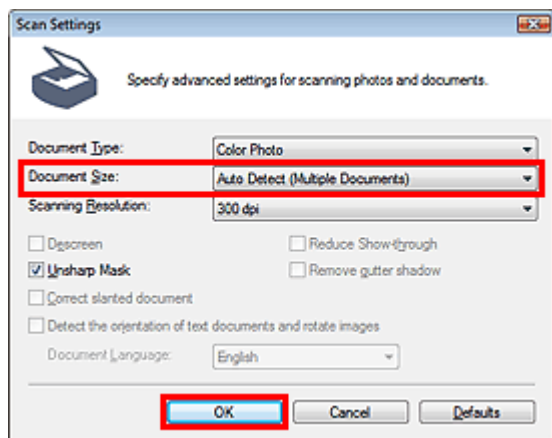 Scan Settings
Specify advanced settings for scanning photos and documents.
Document Type: Color Photo
Document Size: Auto Detect (Multiple Documents)
Scanning Resolution: 300 dpi
Descreen Reduce Show-through
Unsharp Mask Remove gutter shadow
Correct slanted document
Detect the orientation of text documents and rotate images
Document Language: English
OK Cancel Defaults